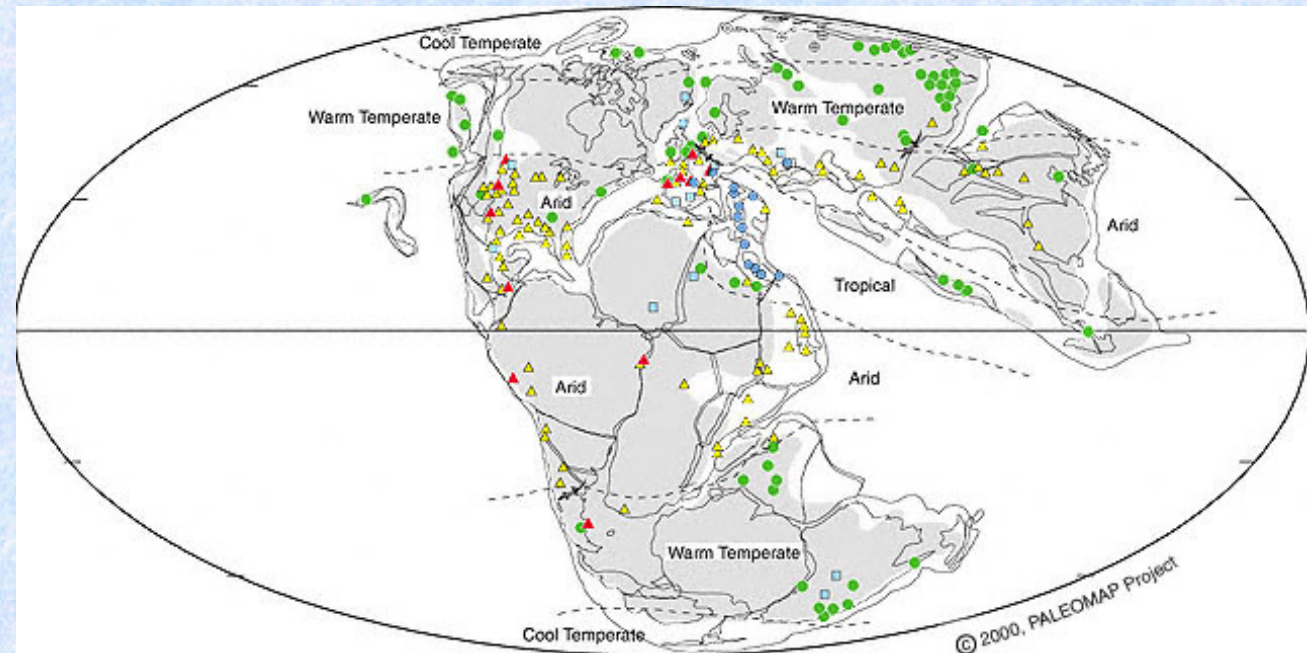 Cool Temperate
Warm Temperate
Warm Temperate
Arid
Arid
Tropical
Arid
Arid
Warm Temperate
Cool Temperate
© 2000, PALEOMAP Project